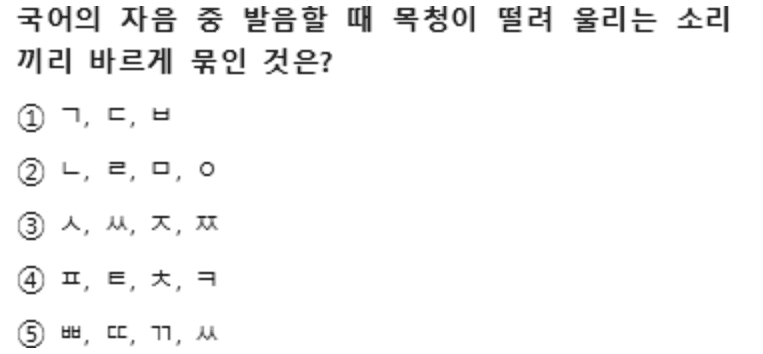 국어의 자음 중 발음할 때 목청이 떨려 울리는 소리
끼리 바르게 묶인 것은?
① ㄱ, ㄷ, ㅂ
② ㄴ, ㄹ, ㅁ, ㅇ
③ ㅅ, ㅆ, ㅈ, ㅉ
④ ㅍ, ㅌ, ㅊ, ㅋ
⑤ ㅃ, ㄸ, ㄲ, ㅆ